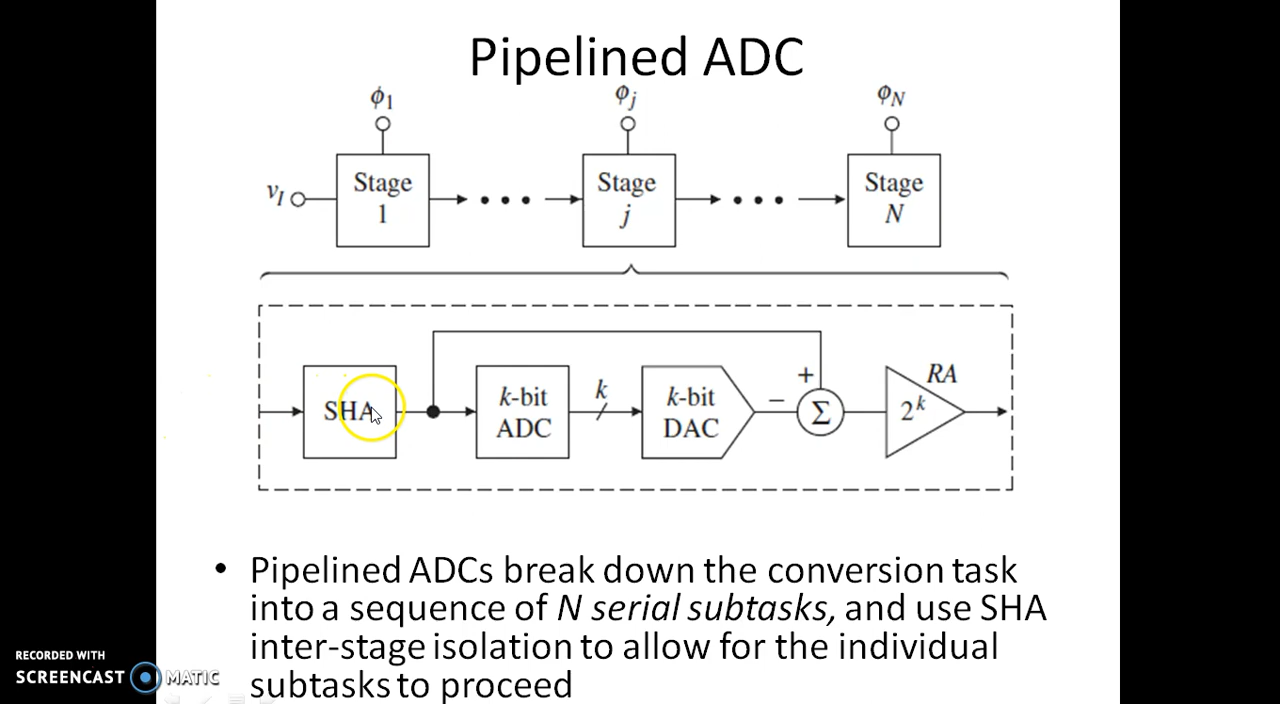 Pipelined ADC
ϕ1 φj φN
vI
Stage 1
Stage j
Stage N
SHA
k-bit ADC
k
k-bit DAC
+
−
Σ
2^k
RA
• Pipelined ADCs break down the conversion task
into a sequence of N serial subtasks, and use SHA
inter-stage isolation to allow for the individual
subtasks to proceed
RECORDED WITH
SCREENCAST MATIC